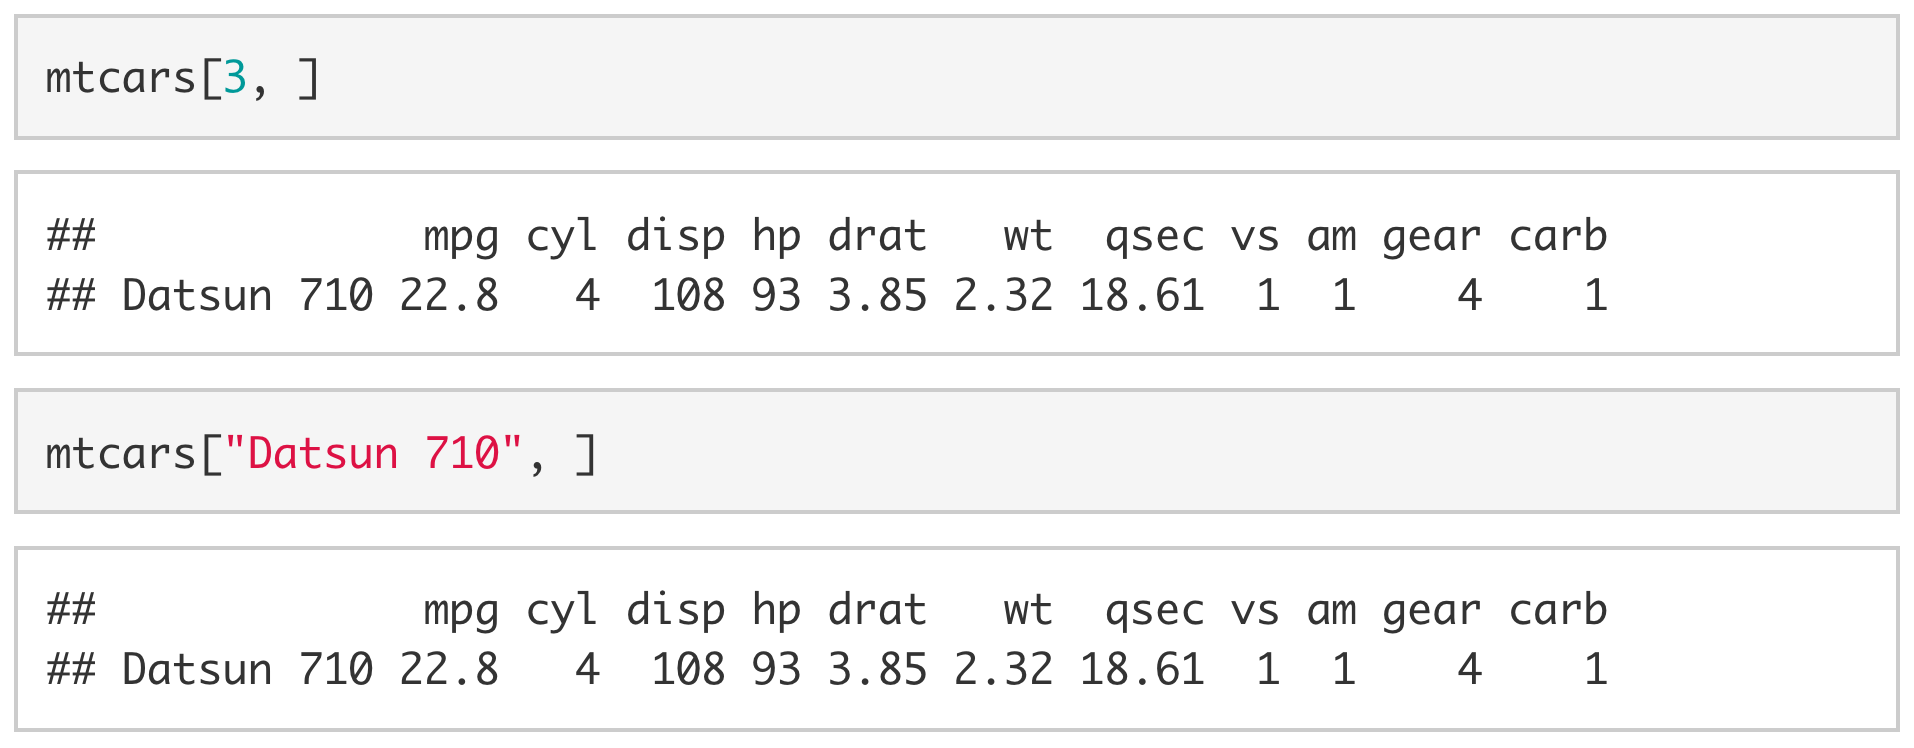 mtcars[3, ]
##             mpg cyl disp hp drat   wt  qsec vs am gear carb
## Datsun 710 22.8   4  108 93 3.85 2.32 18.61  1  1    4    1
mtcars["Datsun 710", ]
##             mpg cyl disp hp drat   wt  qsec vs am gear carb
## Datsun 710 22.8   4  108 93 3.85 2.32 18.61  1  1    4    1